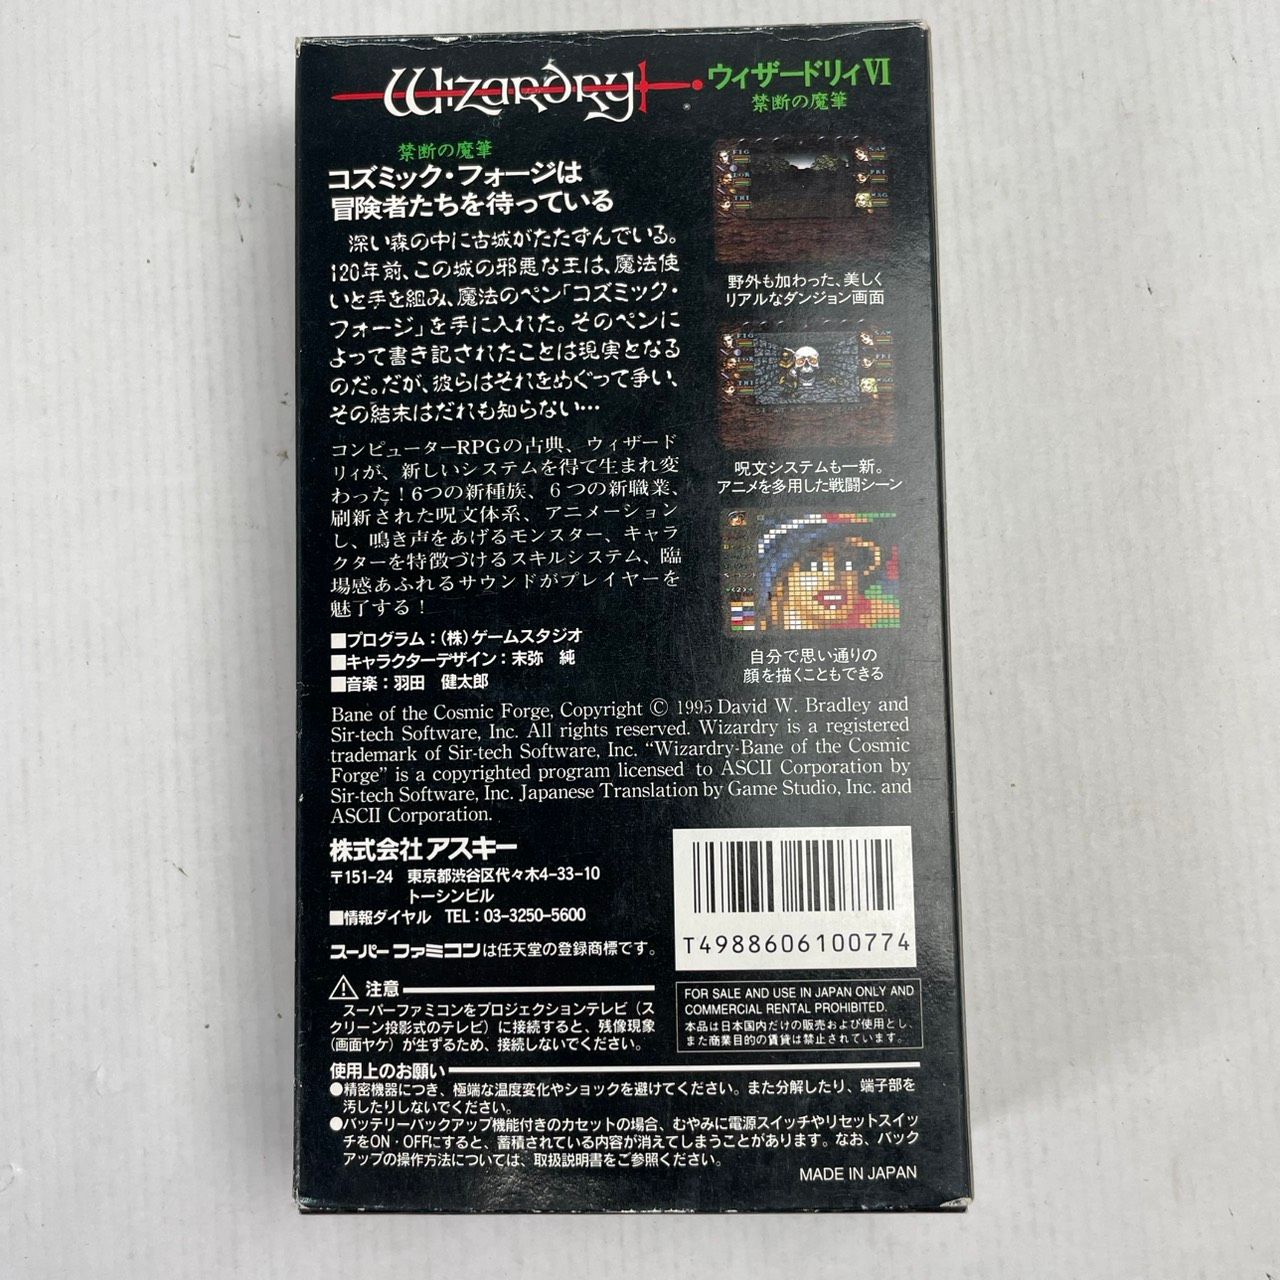 Wizardry
ウィザードリィVI
禁断の魔筆
禁断の魔筆
コズミック・フォージは
冒険者たちを待っている
深い森の中に古城がたたずんでいる。
120年前、この城の邪悪な王は、魔法使
いと手を組み、魔法のペン「コズミック・
フォージ」を手に入れた。そのペンに
よって書き記されたことは現実となる
のだ。だが、彼らはそれをめぐって争い、
その結末はだれも知らない…
コンピューターRPGの古典、ウィザード
リィが、新しいシステムを得て生まれ変
わった！6つの新種族、6つの新職業、
刷新された呪文体系、アニメーション
し、鳴き声をあげるモンスター、キャラ
クターを特徴づけるスキルシステム、臨
場感あふれるサウンドがプレイヤーを
魅了する！
■プログラム：(株)ゲームスタジオ
■キャラクターデザイン：末弥　純
■音楽：羽田　健太郎
野外も加わった、美しく
リアルなダンジョン画面
呪文システムも一新。
アニメを多用した戦闘シーン
自分で思い通りの
顔を描くこともできる
Bane of the Cosmic Forge, Copyright © 1995 David W. Bradley and
Sir-tech Software, Inc. All rights reserved. Wizardry is a registered
trademark of Sir-tech Software, Inc. “Wizardry-Bane of the Cosmic
Forge” is a copyrighted program licensed to ASCII Corporation by
Sir-tech Software, Inc. Japanese Translation by Game Studio, Inc. and
ASCII Corporation.
株式会社アスキー
〒151-24　東京都渋谷区代々木4-33-10
トーシンビル
■情報ダイヤル　TEL：03-3250-5600
スーパーファミコンは任天堂の登録商標です。
T4988606100774
⚠ 注意
スーパーファミコンをプロジェクションテレビ（ス
クリーン投影式のテレビ）に接続すると、残像現象
（画面ヤケ）が生ずるため、接続しないでください。
FOR SALE AND USE IN JAPAN ONLY AND
COMMERCIAL RENTAL PROHIBITED.
本品は日本国内だけの販売および使用とし、
また商業目的の賃貸は禁止されています。
使用上のお願い
●精密機器につき、極端な温度変化やショックを避けてください。また分解したり、端子部を
汚したりしないでください。
●バッテリーバックアップ機能付きのカセットの場合、むやみに電源スイッチやリセットスイッ
チをON・OFFにすると、蓄積されている内容が消えてしまうことがあります。なお、バック
アップの操作方法については、取扱説明書をご参照ください。
MADE IN JAPAN